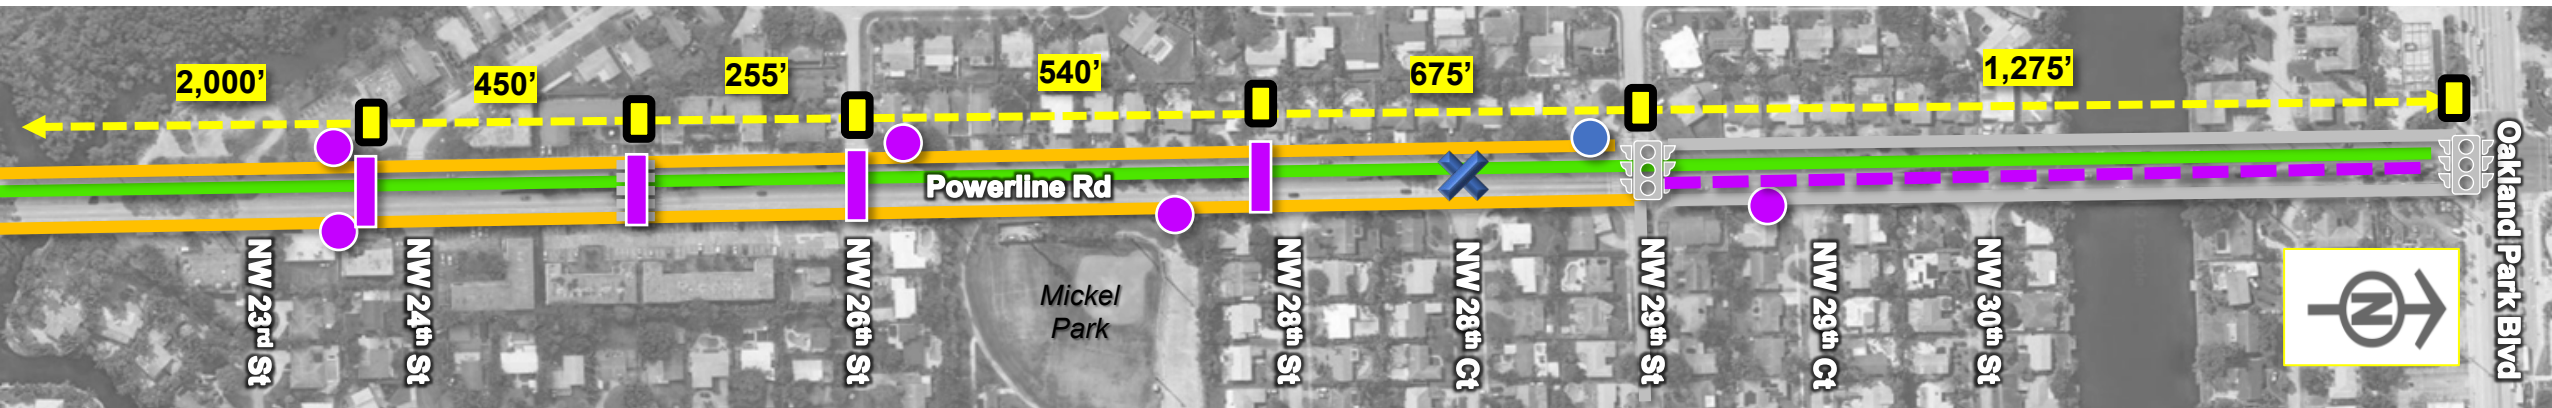 2,000’
450’
255’
540’
675’
1,275’
Powerline Rd
NW 23rd St
NW 24th St
NW 26th St
Mickel
Park
NW 28th St
NW 28th Ct
NW 29th St
NW 29th Ct
NW 30th St
Oakland Park Blvd
N